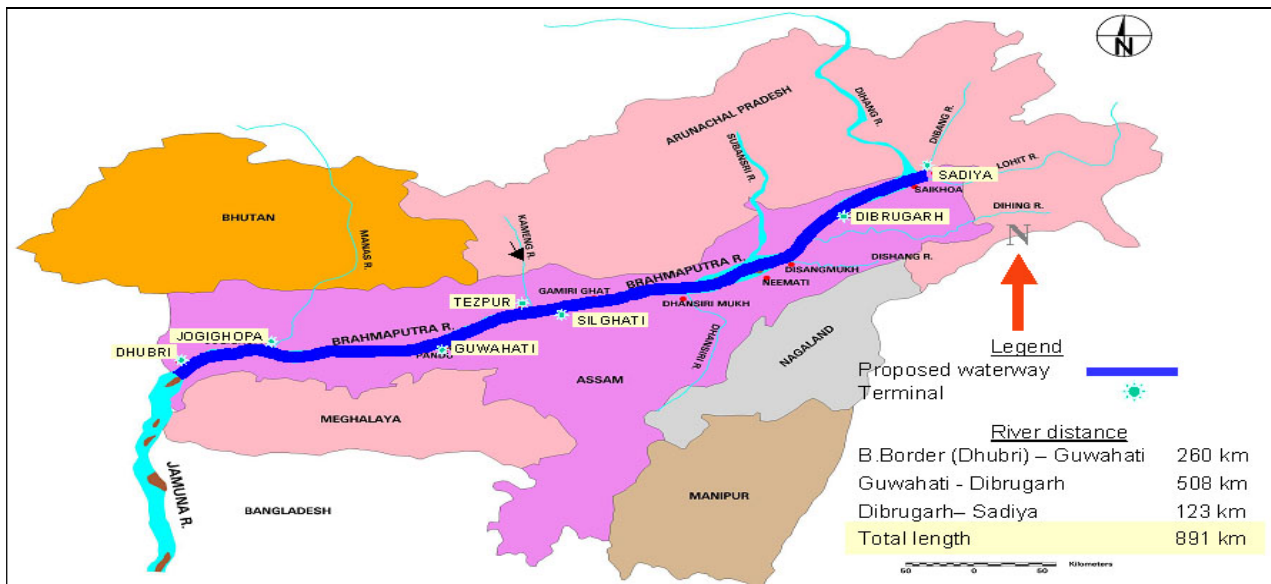 N
ARUNACHAL PRADESH
DIHANG R.
DIBANG R.
SUBANSRI R.
LOHIT R.
SADIYA
SAIKHOA
DIHING R.
DIBRUGARH
BHUTAN
MANAS R.
KAMENG R.
N
BRAHMAPUTRA R.
DISHANG R.
DISANGMUKH
NEEMATI
GAMIRI GHAT
TEZPUR
DHANSIRI MUKH
SILGHATI
JOGIGHOPA
BRAHMAPUTRA R.
DHUBRI
PANDU
GUWAHATI
DHANSIRI R.
NAGALAND
ASSAM
MEGHALAYA
JAMUNA R.
BANGLADESH
MANIPUR
Legend
Proposed waterway
Terminal
River distance
B.Border (Dhubri) – Guwahati 260 km
Guwahati - Dibrugarh 508 km
Dibrugarh– Sadiya 123 km
Total length 891 km
50 0 50 Kilometers